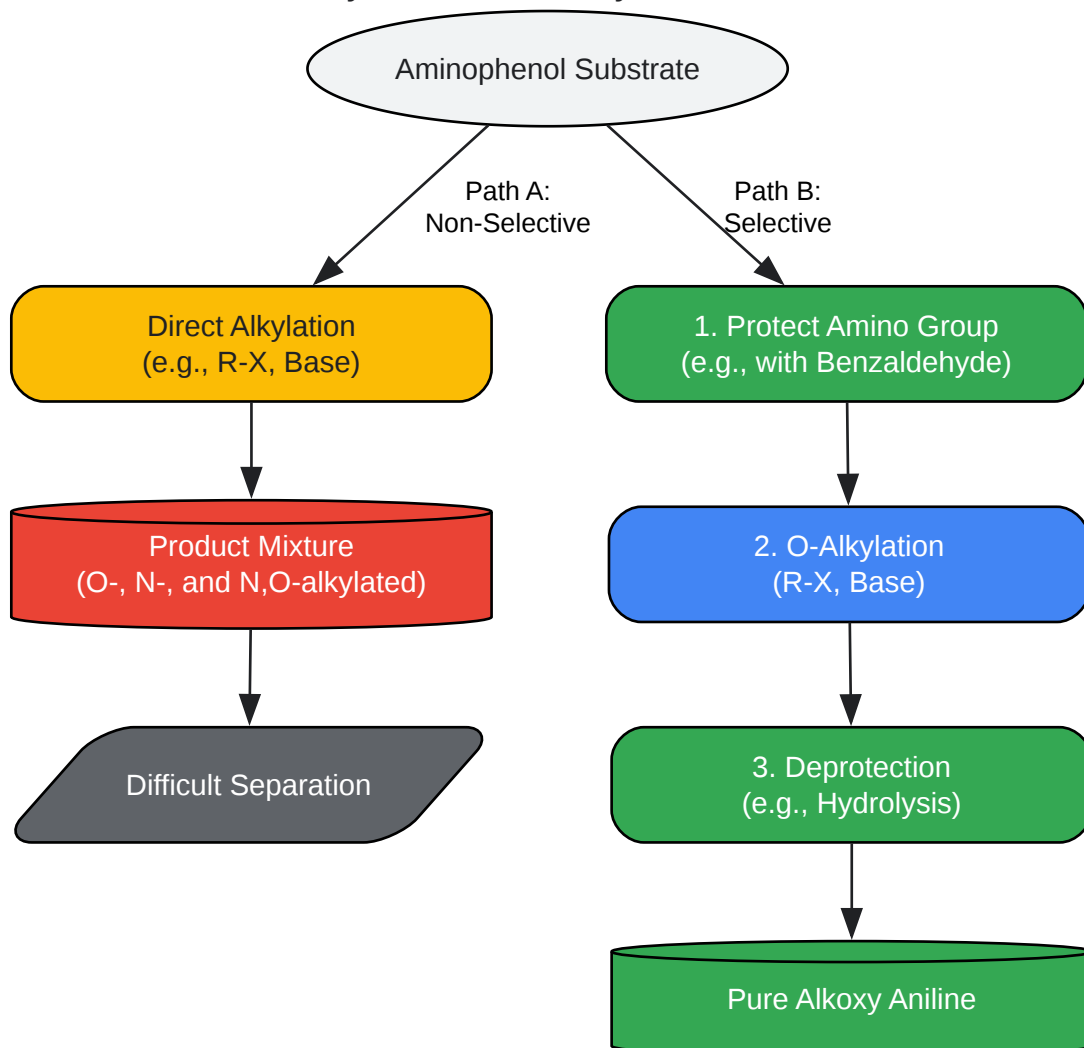 Aminophenol Substrate
Path A:
Non-Selective
Path B:
Selective
Direct Alkylation
(e.g., R-X, Base)
1. Protect Amino Group
(e.g., with Benzaldehyde)
Product Mixture
(O-, N-, and N,O-alkylated)
2. O-Alkylation
(R-X, Base)
Difficult Separation
3. Deprotection
(e.g., Hydrolysis)
Pure Alkoxy Aniline